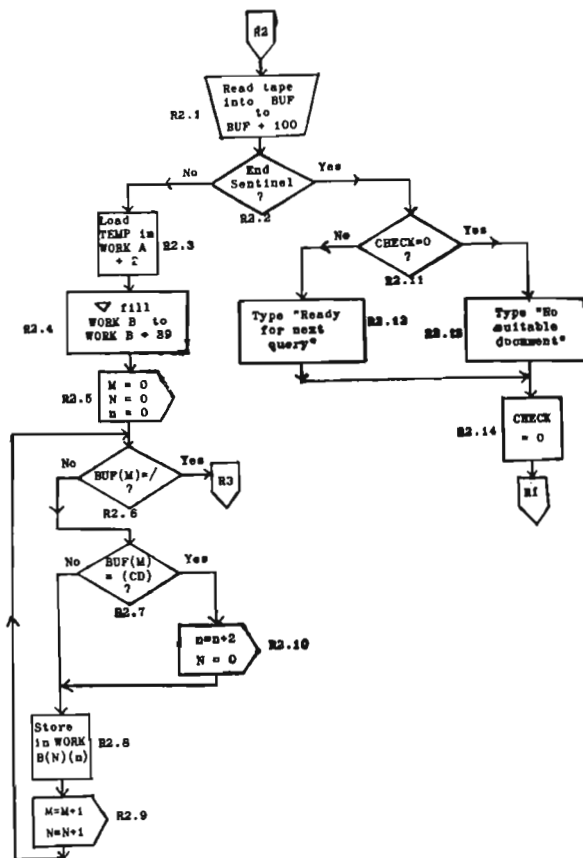 R2
Read tape
into BUF
to
BUF + 100
R2.1
No
End
Sentinel
?
Yes
R2.2
Load
TEMP in
WORK A
+ 2
R2.3
No
CHECK=0
?
Yes
R2.11
▽ fill
WORK B to
WORK B + 39
R2.4
Type "Ready
for next
query"
R2.12
Type "No
suitable
document"
R2.13
M = 0
N = 0
n = 0
R2.5
CHECK
= 0
R2.14
No
BUF(M)=/
?
Yes
R3
R1
R2.6
No
BUF(M)
= (CD)
?
Yes
R2.7
n=n+2
N = 0
R2.10
Store
in WORK
B(N)(n)
R2.8
M=M+1
N=N+1
R2.9